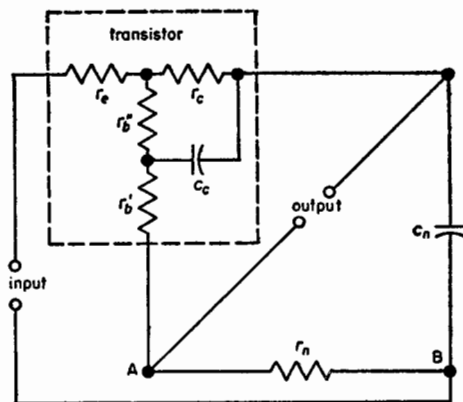 transistor
r_e
r_c
r_b"
c_c
r_b'
output
c_n
input
r_n
A
B